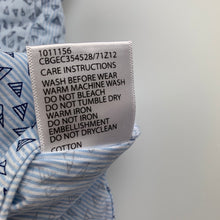 1011156
CBGEC354528/71Z12
CARE INSTRUCTIONS
WASH BEFORE WEAR
WARM MACHINE WASH
DO NOT BLEACH
DO NOT TUMBLE DRY
WARM IRON
DO NOT IRON
EMBELLISHMENT
DO NOT DRYCLEAN
COTTON